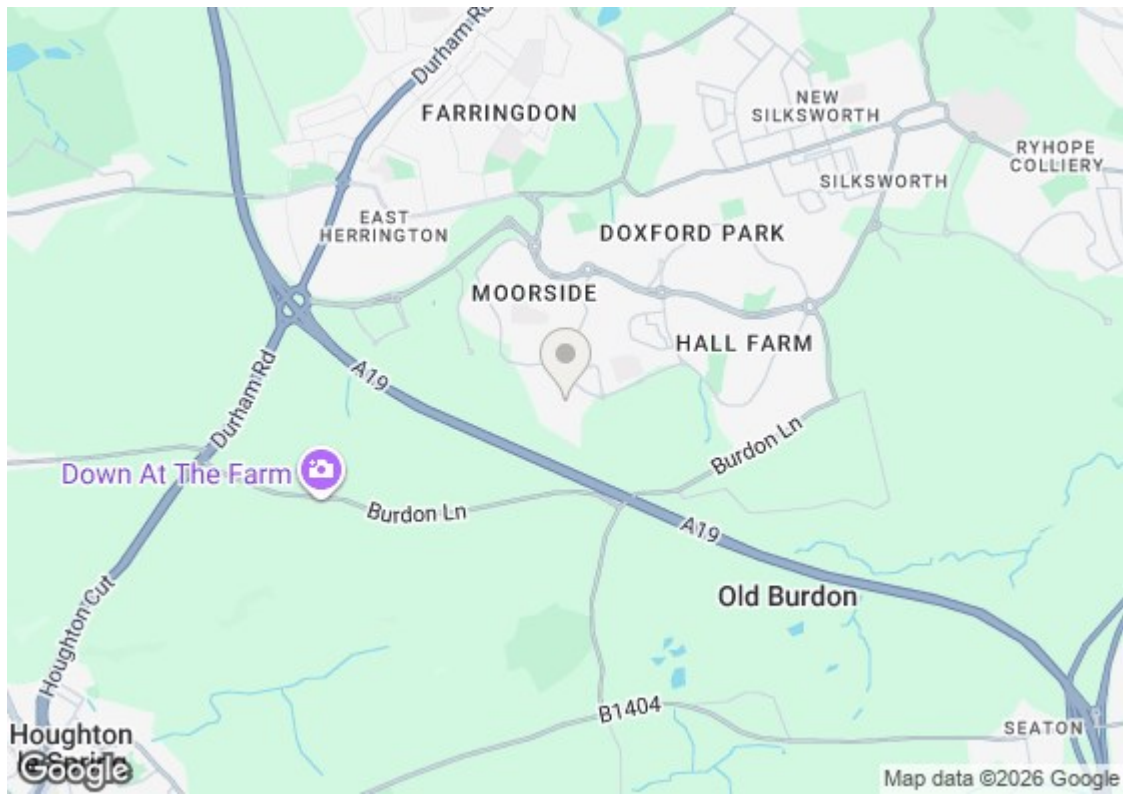 Durham Rd
FARRINGDON
NEW
SILKSWORTH
RYHOPE
COLLIERY
SILKSWORTH
EAST
HERRINGTON
DOXFORD PARK
MOORSIDE
HALL FARM
A19
Durham Rd
Burdon Ln
Down At The Farm
Burdon Ln
A19
Old Burdon
Houghton Cut
B1404
SEATON
Houghton
le Spring
Google
Map data ©2026 Google